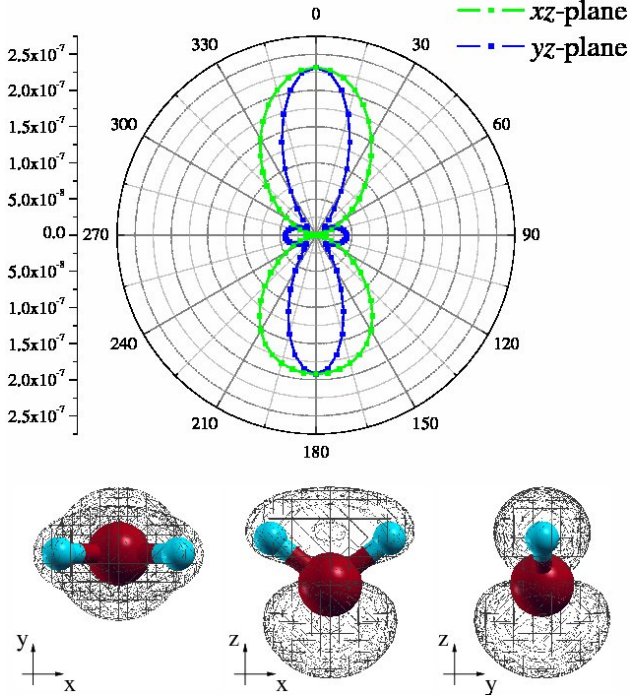 0
xz-plane
yz-plane
330
30
2.5x10-7
2.0x10-7
300
60
1.5x10-7
1.0x10-7
5.0x10-8
0.0
270
90
5.0x10-8
1.0x10-7
240
120
1.5x10-7
2.0x10-7
2.5x10-7
210
150
180
y
x
z
x
z
y